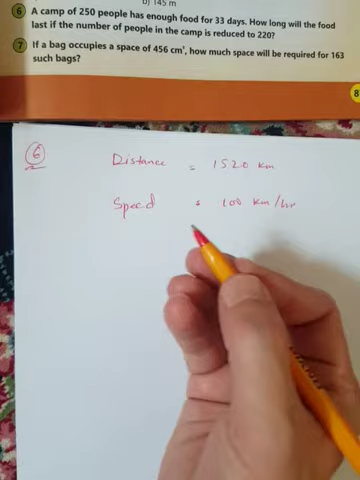 b) 145 m
6 A camp of 250 people has enough food for 33 days. How long will the food
last if the number of people in the camp is reduced to 220?
7 If a bag occupies a space of 456 cm³, how much space will be required for 163
such bags?
8
6 Distance = 1520 km
Speed = 100 km/hr